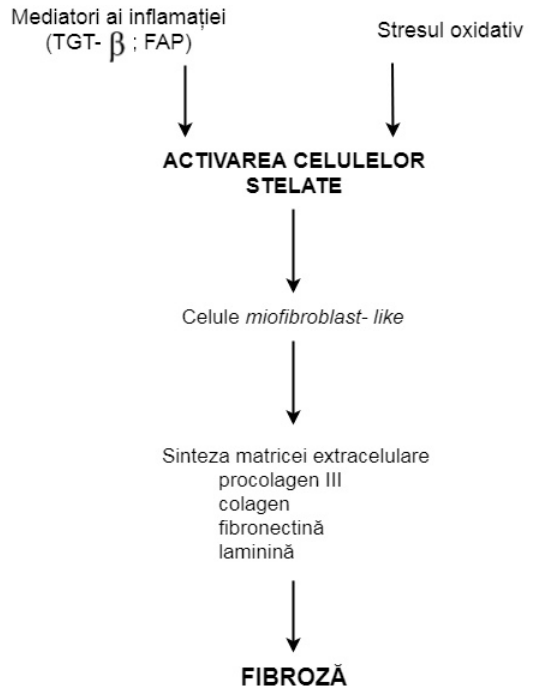 Mediatori ai inflamației
(TGT- β ; FAP)
Stresul oxidativ
ACTIVAREA CELULELOR
STELATE
Celule miofibroblast- like
Sinteza matricei extracelulare
procolagen III
colagen
fibronectină
laminină
FIBROZĂ